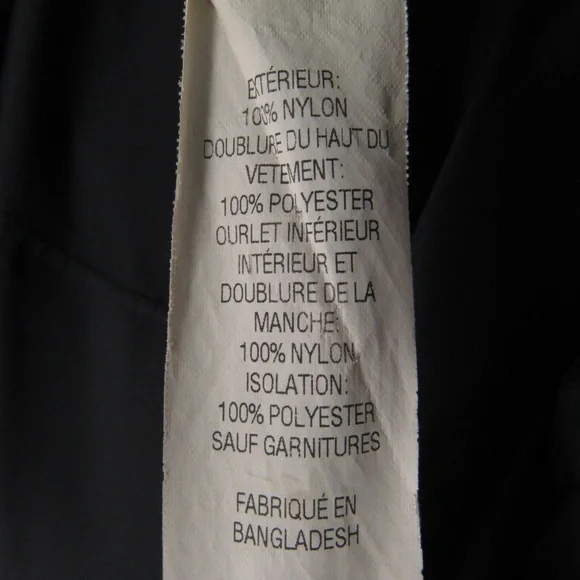 EXTÉRIEUR:
100% NYLON
DOUBLURE DU HAUT DU
VETEMENT:
100% POLYESTER
OURLET INFÉRIEUR
INTÉRIEUR ET
DOUBLURE DE LA
MANCHE:
100% NYLON
ISOLATION:
100% POLYESTER
SAUF GARNITURES
FABRIQUÉ EN
BANGLADESH